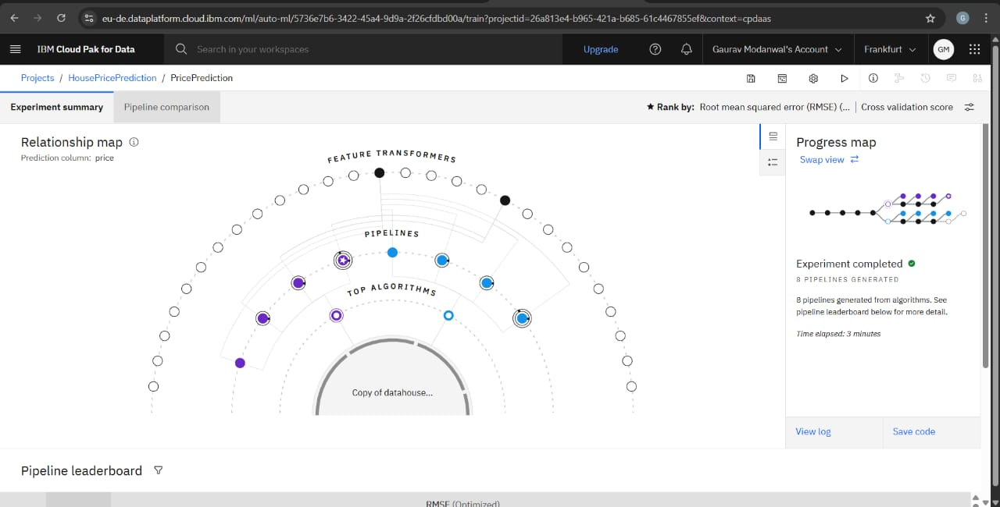 eu-de.dataplatform.cloud.ibm.com/ml/auto-ml/5736e7b6-3422-45a4-9d9a-2f26cfdbd00a/train?projectid=26a813e4-b965-421a-b685-61c4467855ef&context=cpdaas
G
IBM Cloud Pak for Data
Search in your workspaces
Upgrade
Gaurav Modanwal's Account
Frankfurt
GM
Projects / HousePricePrediction / PricePrediction
Experiment summary
Pipeline comparison
Rank by: Root mean squared error (RMSE) (... | Cross validation score
Relationship map
Prediction column: price
FEATURE TRANSFORMERS
PIPELINES
TOP ALGORITHMS
Copy of datahouse...
Progress map
Swap view
Experiment completed
8 PIPELINES GENERATED
8 pipelines generated from algorithms. See
pipeline leaderboard below for more detail.
Time elapsed: 3 minutes
View log
Save code
Pipeline leaderboard
RMSE (Optimized)